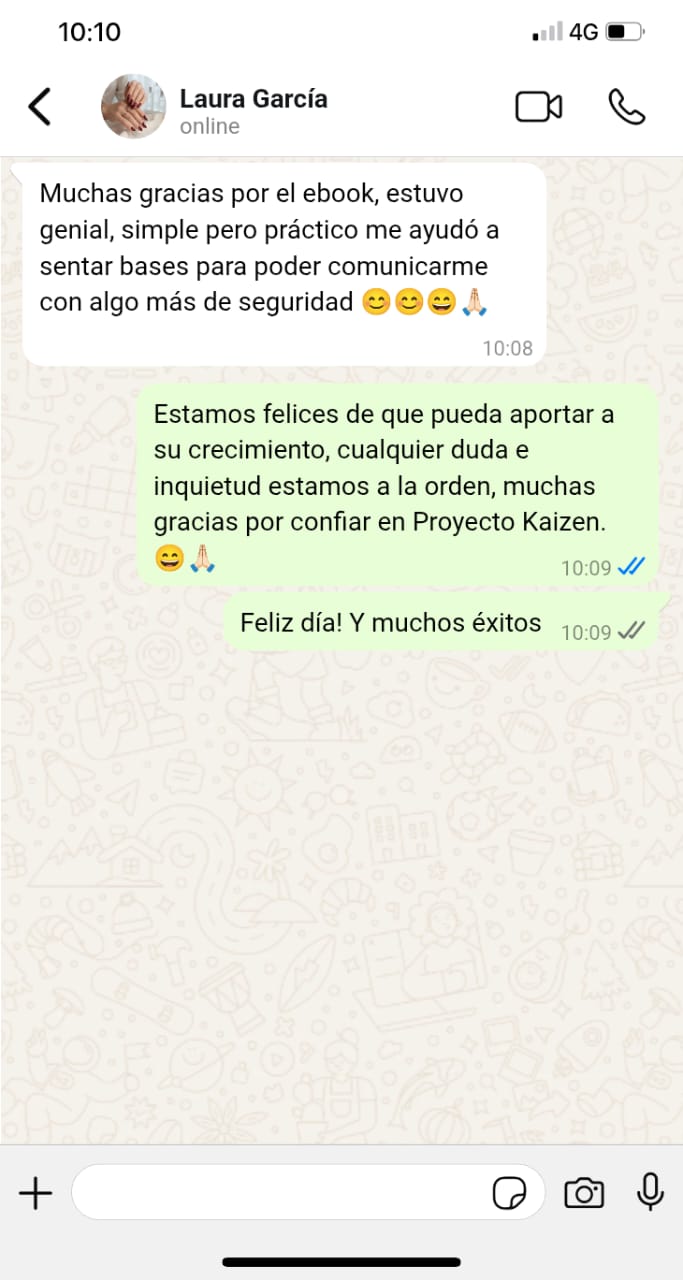 10:10
4G
Laura García
online
Muchas gracias por el ebook, estuvo
genial, simple pero práctico me ayudó a
sentar bases para poder comunicarme
con algo más de seguridad 😊😊😄🙏🏻
10:08
Estamos felices de que pueda aportar a
su crecimiento, cualquier duda e
inquietud estamos a la orden, muchas
gracias por confiar en Proyecto Kaizen.
😄🙏🏻
10:09
Feliz día! Y muchos éxitos
10:09